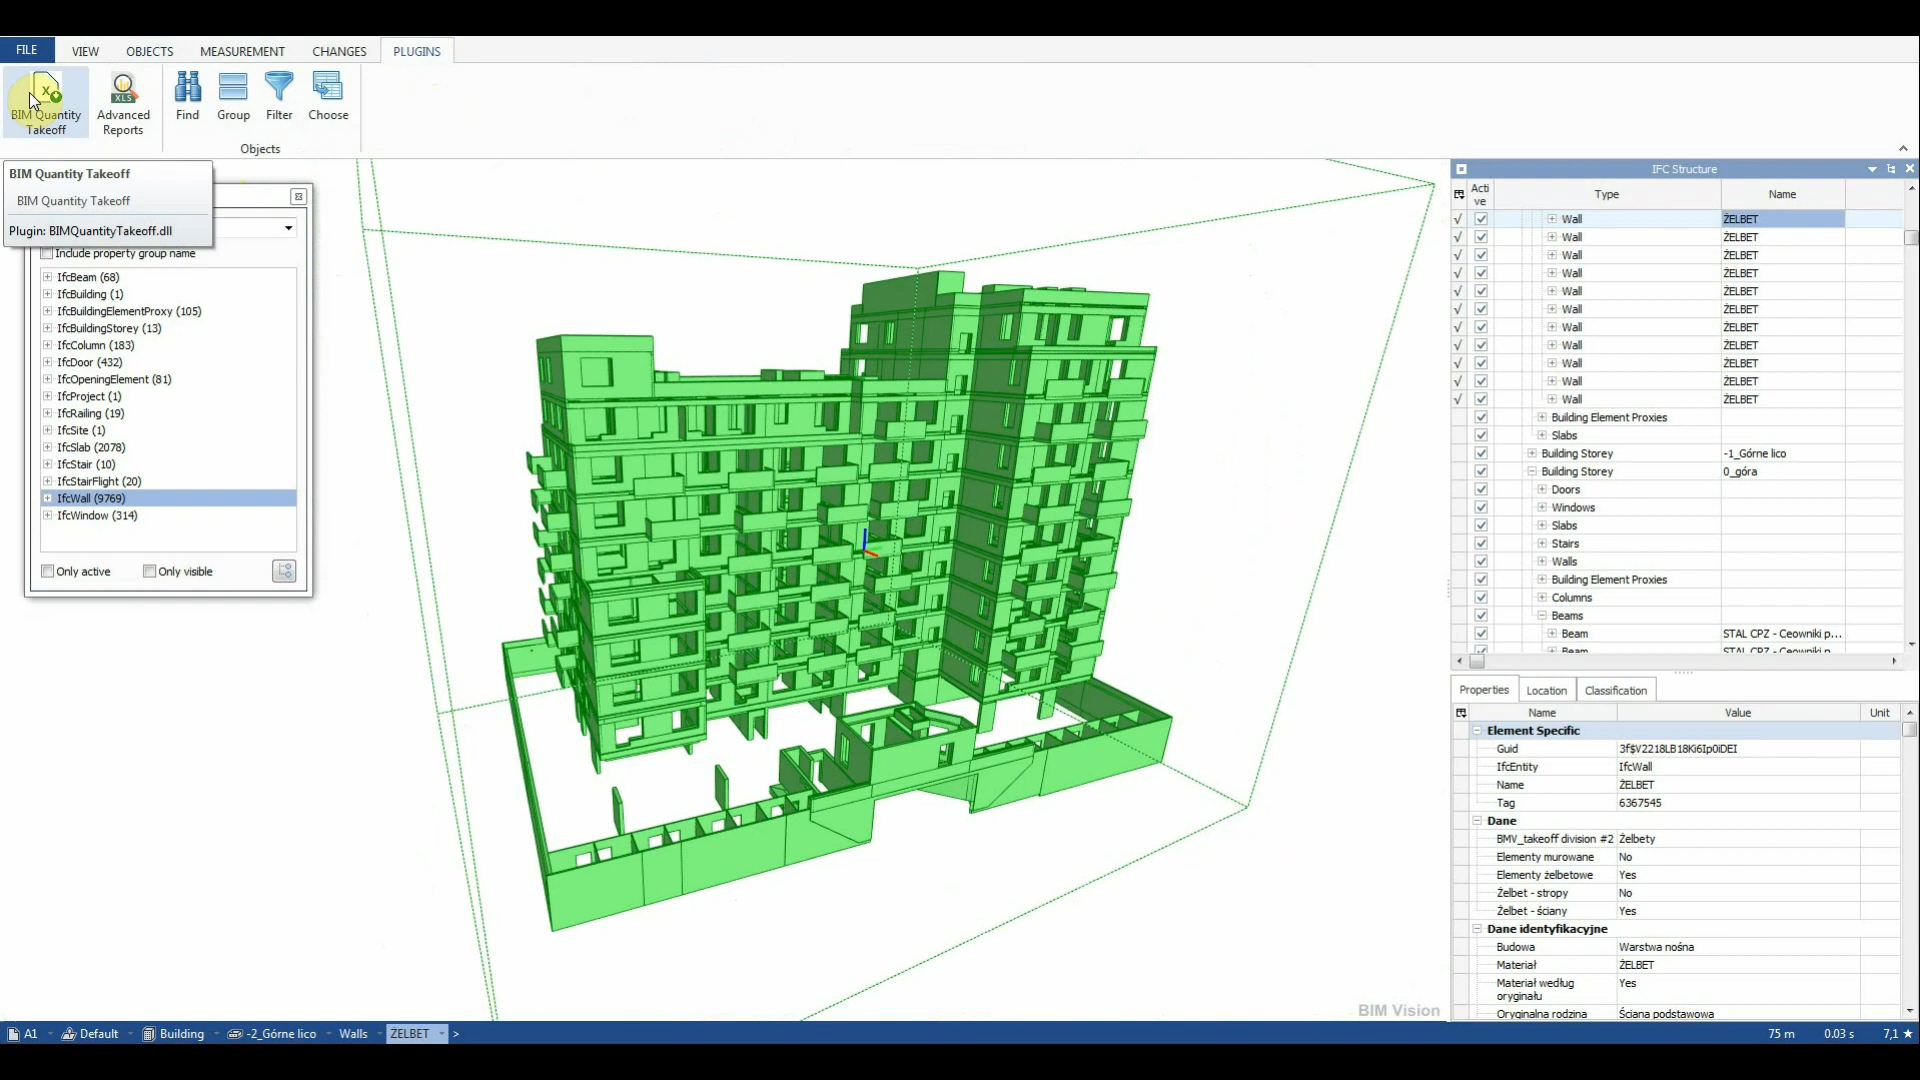 FILE
VIEW
OBJECTS
MEASUREMENT
CHANGES
PLUGINS
BIM Quantity
Takeoff
XLS
Advanced
Reports
Find
Group
Filter
Choose
Objects
BIM Quantity Takeoff
BIM Quantity Takeoff
Plugin: BIMQuantityTakeoff.dll
Include property group name
IfcBeam (68)
IfcBuilding (1)
IfcBuildingElementProxy (105)
IfcBuildingStorey (13)
IfcColumn (183)
IfcDoor (432)
IfcOpeningElement (81)
IfcProject (1)
IfcRailing (19)
IfcSite (1)
IfcSlab (2078)
IfcStair (10)
IfcStairFlight (20)
IfcWall (9769)
IfcWindow (314)
Only active
Only visible
BIM Vision
IFC Structure
Acti
ve
Type
Name
Wall ŻELBET
Wall ŻELBET
Wall ŻELBET
Wall ŻELBET
Wall ŻELBET
Wall ŻELBET
Wall ŻELBET
Wall ŻELBET
Wall ŻELBET
Wall ŻELBET
Wall ŻELBET
Building Element Proxies
Slabs
Building Storey -1_Górne lico
Building Storey 0_góra
Doors
Windows
Slabs
Stairs
Walls
Building Element Proxies
Columns
Beams
Beam STAL CPZ - Ceowniki p...
Properties
Location
Classification
Name Value Unit
Element Specific
Guid 3f$V2218LB18Ki6Ip0iDEI
IfcEntity IfcWall
Name ŻELBET
Tag 6367545
Dane
BMV_takeoff division #2 Żelbety
Elementy murowane No
Elementy żelbetowe Yes
Żelbet - stropy No
Żelbet - ściany Yes
Dane identyfikacyjne
Budowa Warstwa nośna
Materiał ŻELBET
Materiał według Yes
oryginału
Oryginalna rodzina Ściana podstawowa
A1
Default
Building
-2_Górne lico
Walls
ŻELBET
>
75 m
0.03 s
7,1